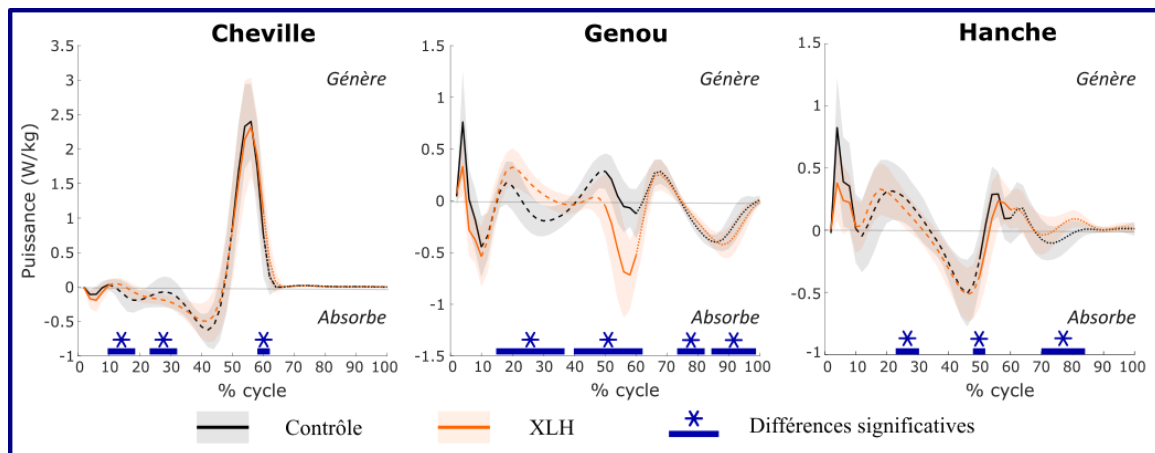 Cheville
Genou
Hanche
Puissance (W/kg)
3.5
3
2.5
2
1.5
1
0.5
0
-0.5
-1
Génère
Absorbe
0 10 20 30 40 50 60 70 80 90 100
% cycle
1.5
1
0.5
0
-0.5
-1
-1.5
Génère
Absorbe
0 10 20 30 40 50 60 70 80 90 100
% cycle
1.5
1
0.5
0
-0.5
-1
Génère
Absorbe
0 10 20 30 40 50 60 70 80 90 100
% cycle
Contrôle
XLH
* Différences significatives